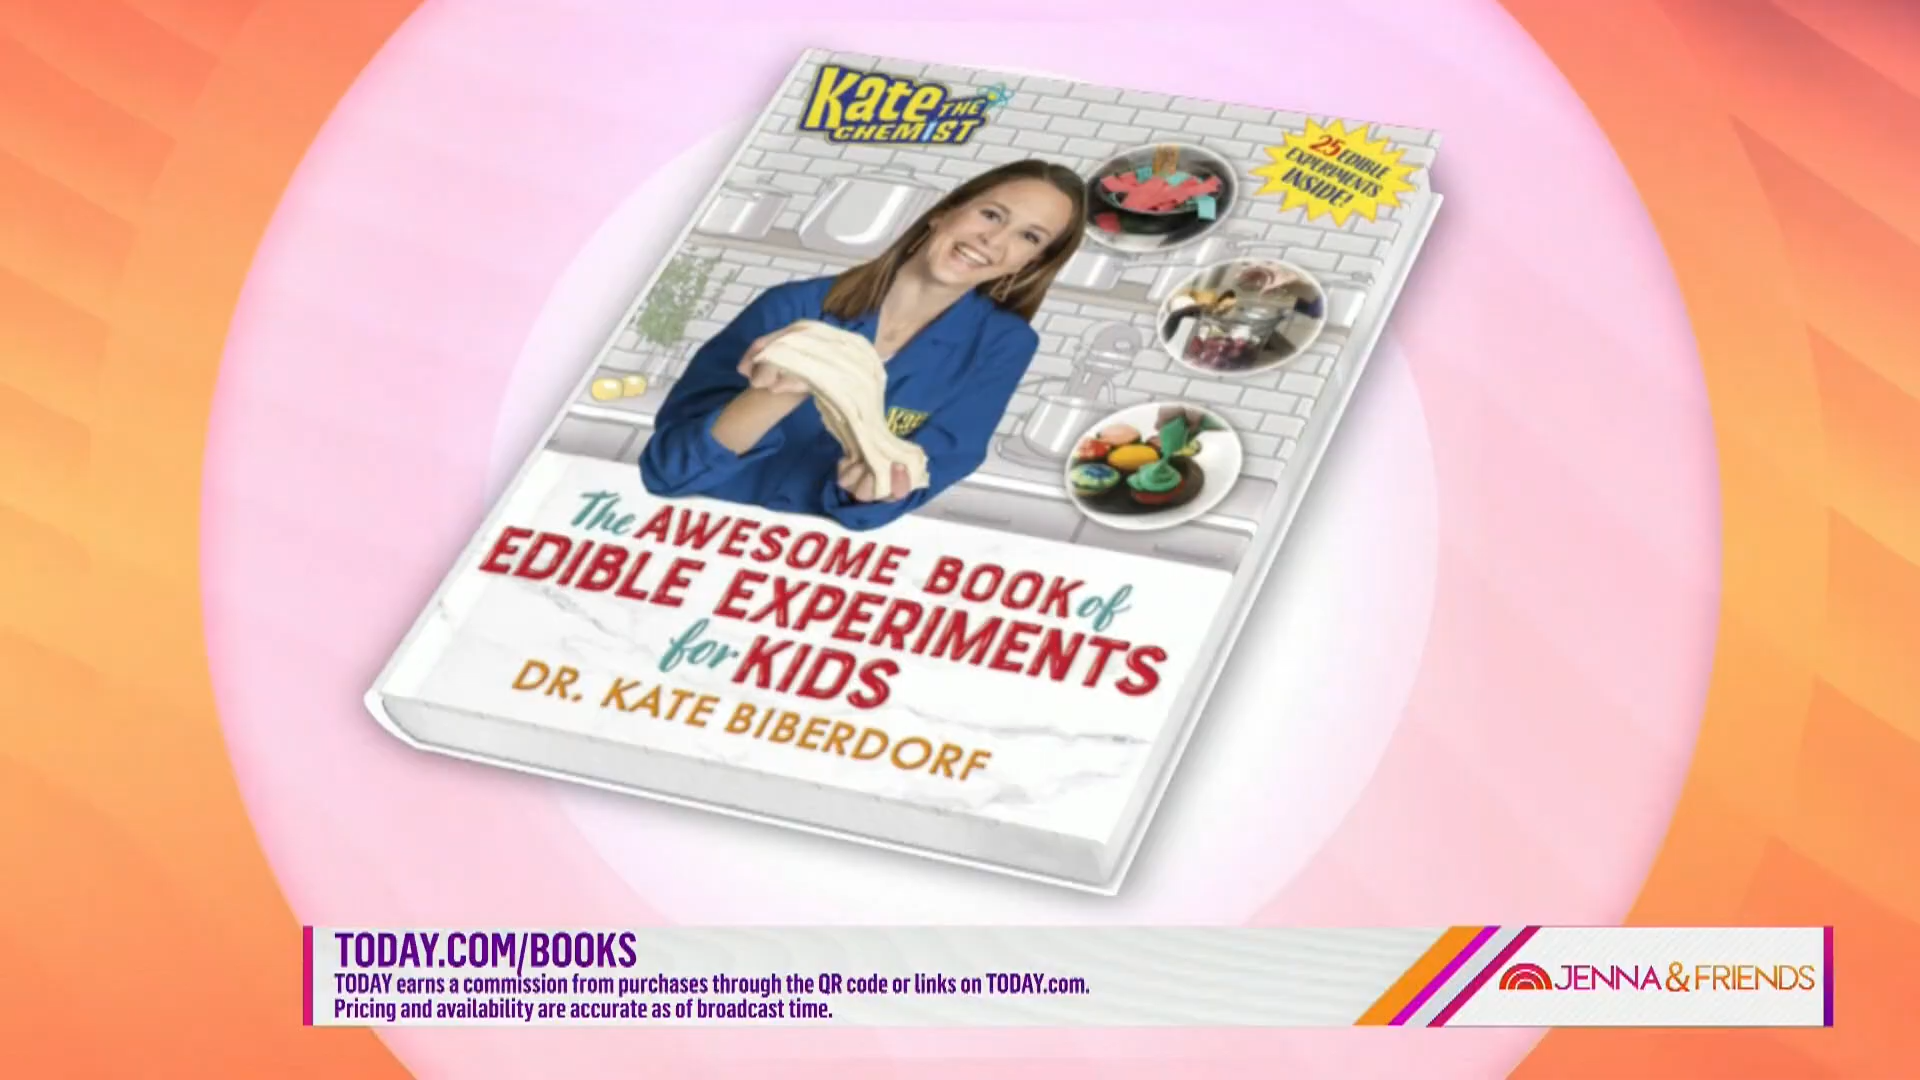 Kate THE
CHEMIST
25 EDIBLE
EXPERIMENTS
INSIDE!
Kate
The AWESOME BOOK of
EDIBLE EXPERIMENTS
for KIDS
DR. KATE BIBERDORF
TODAY.COM/BOOKS
TODAY earns a commission from purchases through the QR code or links on TODAY.com.
Pricing and availability are accurate as of broadcast time.
JENNA & FRIENDS